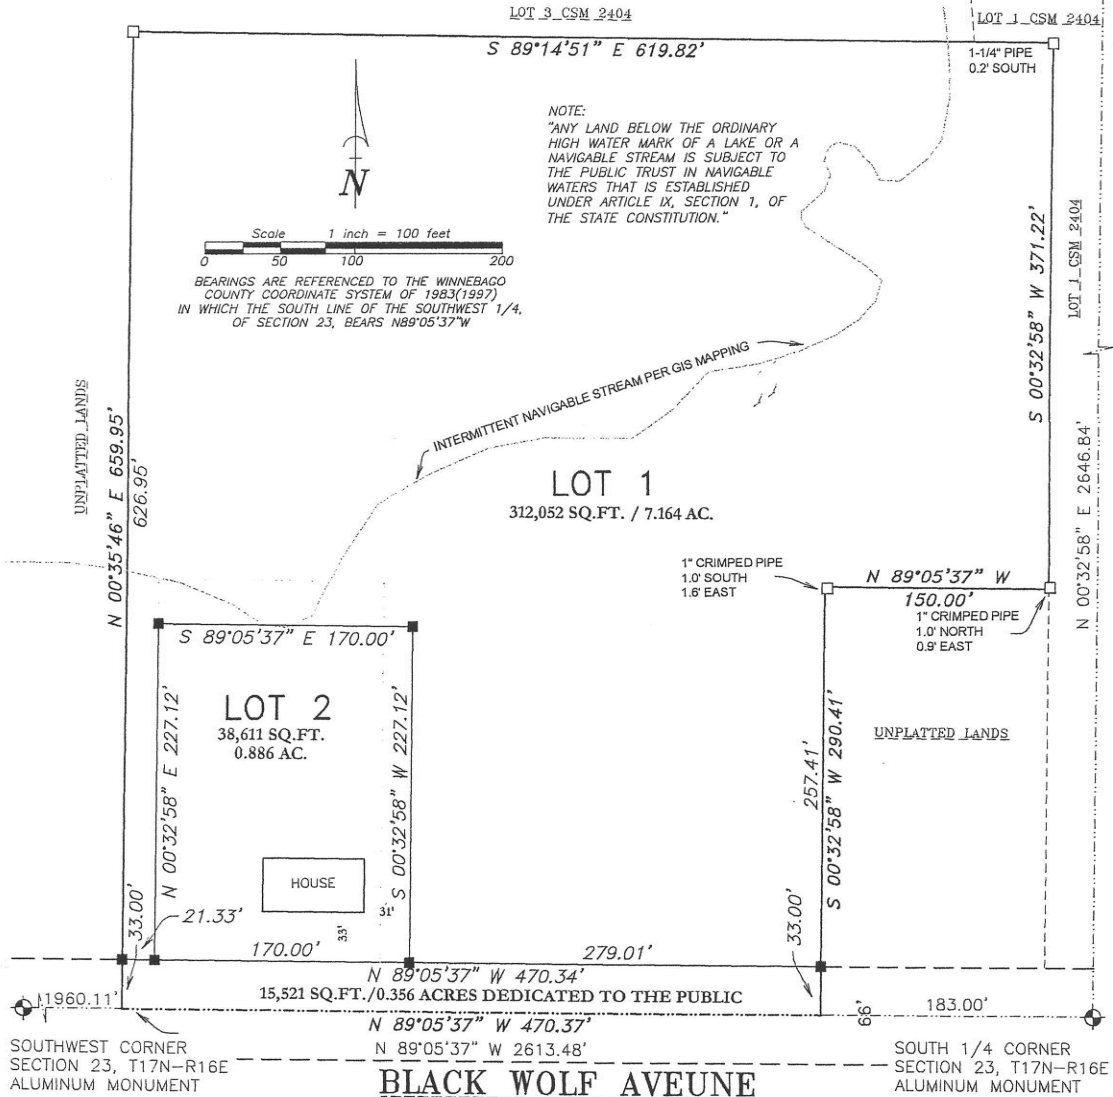 LOT 3 CSM 2404
LOT 1 CSM 2404
S 89°14'51" E 619.82'
1-1/4" PIPE
0.2' SOUTH
NOTE:
"ANY LAND BELOW THE ORDINARY
HIGH WATER MARK OF A LAKE OR A
NAVIGABLE STREAM IS SUBJECT TO
THE PUBLIC TRUST IN NAVIGABLE
WATERS THAT IS ESTABLISHED
UNDER ARTICLE IX, SECTION 1, OF
THE STATE CONSTITUTION."
N
Scale 1 inch = 100 feet
0 50 100 200
BEARINGS ARE REFERENCED TO THE WINNEBAGO
COUNTY COORDINATE SYSTEM OF 1983(1997)
IN WHICH THE SOUTH LINE OF THE SOUTHWEST 1/4,
OF SECTION 23, BEARS N89°05'37"W
S 00°32'58" W 371.22'
LOT 1 CSM 2404
INTERMITTENT NAVIGABLE STREAM PER GIS MAPPING
UNPLATTED LANDS
N 00°35'46" E 659.95'
626.95'
N 00°32'58" E 2646.84'
LOT 1
312,052 SQ.FT. / 7.164 AC.
1" CRIMPED PIPE
1.0' SOUTH
1.6' EAST
N 89°05'37" W
150.00'
1" CRIMPED PIPE
1.0' NORTH
0.9' EAST
S 89°05'37" E 170.00'
LOT 2
38,611 SQ.FT.
0.886 AC.
N 00°32'58" E 227.12'
S 00°32'58" W 227.12'
UNPLATTED LANDS
257.41'
S 00°32'58" W 290.41'
HOUSE
31'
33'
33.00'
21.33'
170.00'
279.01'
33.00'
N 89°05'37" W 470.34'
15,521 SQ.FT./0.356 ACRES DEDICATED TO THE PUBLIC
1960.11'
66'
183.00'
N 89°05'37" W 470.37'
N 89°05'37" W 2613.48'
SOUTHWEST CORNER
SECTION 23, T17N-R16E
ALUMINUM MONUMENT
BLACK WOLF AVEUNE
SOUTH 1/4 CORNER
SECTION 23, T17N-R16E
ALUMINUM MONUMENT